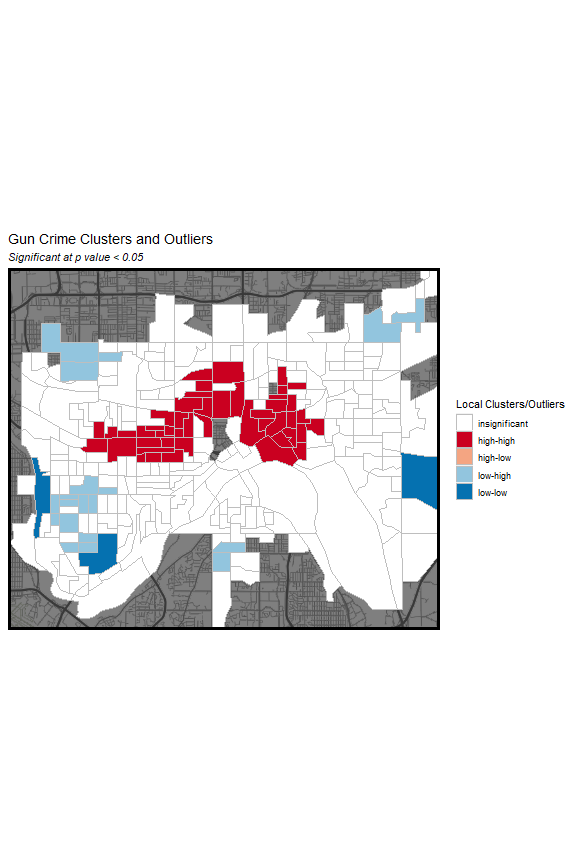 Gun Crime Clusters and Outliers
Significant at p value < 0.05
Local Clusters/Outliers
insignificant
high-high
high-low
low-high
low-low